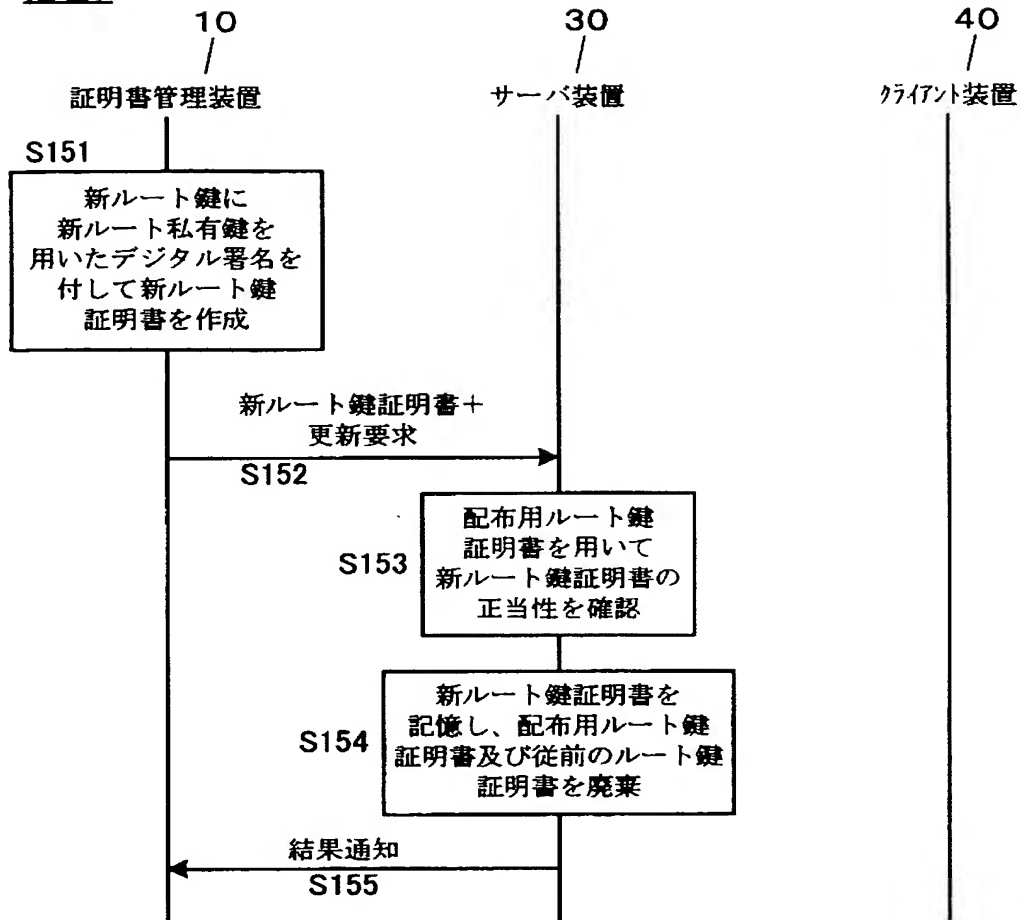 10
30
40
証明書管理装置
サーバ装置
クライアント装置
S151
新ルート鍵に
新ルート私有鍵を
用いたデジタル署名を
付して新ルート鍵
証明書を作成
新ルート鍵証明書+
更新要求
S152
S153
配布用ルート鍵
証明書を用いて
新ルート鍵証明書の
正当性を確認
S154
新ルート鍵証明書を
記憶し、配布用ルート鍵
証明書及び従前のルート鍵
証明書を廃棄
結果通知
S155